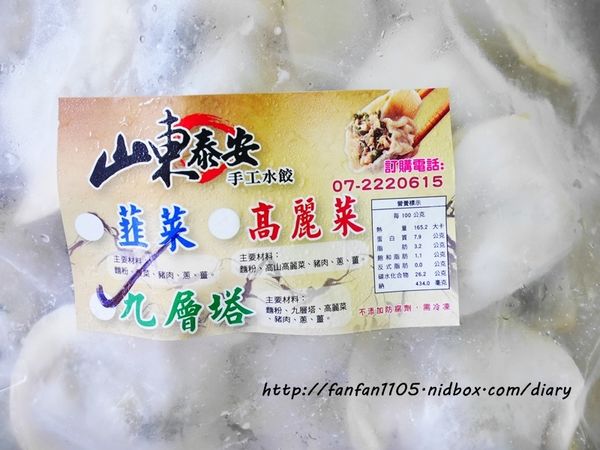 山東泰安
手工水餃
訂購電話:
07-2220615
韮菜
主要材料:
麵粉、韮菜、豬肉、蔥、薑。
高麗菜
主要材料:
麵粉、高山高麗菜、豬肉、蔥、薑。
九層塔
主要材料:
麵粉、九層塔、高麗菜
、豬肉、蔥、薑。
營養標示
每 100 公克
熱量 165.2 大卡
蛋白質 7.9 公克
脂肪 3.2 公克
飽和脂肪 1.1 公克
反式脂肪 0.0 公克
碳水化合物 26.2 公克
納 434.0 毫克
不添加防腐劑,需冷凍
http://fanfan1105.nidbox.com/diary